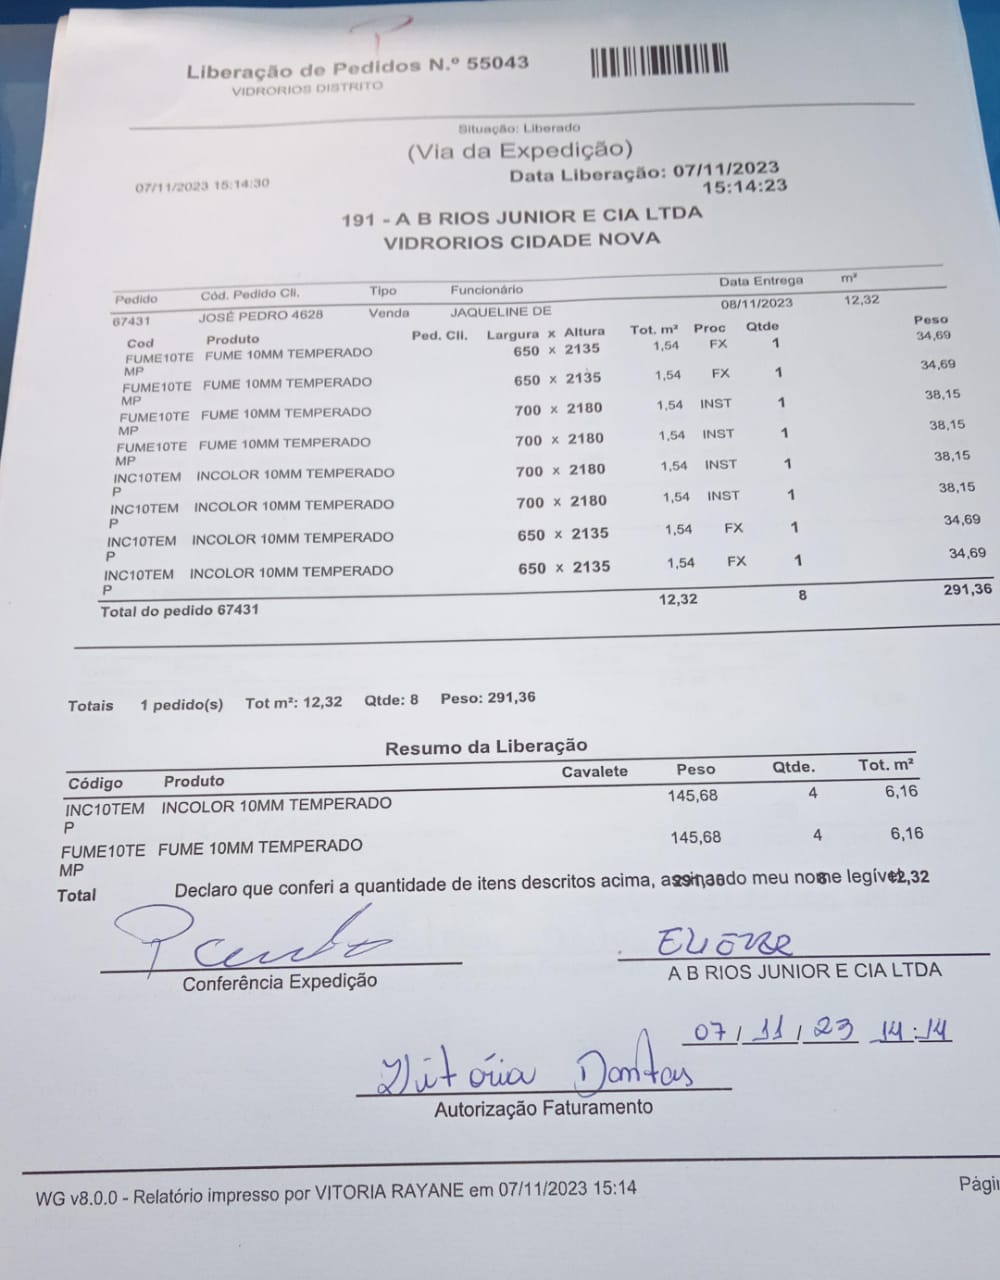 Liberação de Pedidos N.º 55043
VIDRORIOS DISTRITO
Situação: Liberado
(Via da Expedição)
07/11/2023 15:14:30
Data Liberação: 07/11/2023
15:14:23
191 - A B RIOS JUNIOR E CIA LTDA
VIDRORIOS CIDADE NOVA
Pedido Cód. Pedido Cli. Tipo Funcionário Data Entrega m²
67431 JOSÉ PEDRO 4628 Venda JAQUELINE DE 08/11/2023 12,32
Cod Produto Ped. Cli. Largura x Altura Tot. m² Proc Qtde Peso
FUME10TE FUME 10MM TEMPERADO 650 x 2135 1,54 FX 1 34,69
MP
FUME10TE FUME 10MM TEMPERADO 650 x 2135 1,54 FX 1 34,69
MP
FUME10TE FUME 10MM TEMPERADO 700 x 2180 1,54 INST 1 38,15
MP
FUME10TE FUME 10MM TEMPERADO 700 x 2180 1,54 INST 1 38,15
MP
INC10TEM INCOLOR 10MM TEMPERADO 700 x 2180 1,54 INST 1 38,15
P
INC10TEM INCOLOR 10MM TEMPERADO 700 x 2180 1,54 INST 1 38,15
P
INC10TEM INCOLOR 10MM TEMPERADO 650 x 2135 1,54 FX 1 34,69
P
INC10TEM INCOLOR 10MM TEMPERADO 650 x 2135 1,54 FX 1 34,69
P
Total do pedido 67431 12,32 8 291,36
Totais 1 pedido(s) Tot m²: 12,32 Qtde: 8 Peso: 291,36
Resumo da Liberação
Código Produto Cavalete Peso Qtde. Tot. m²
INC10TEM INCOLOR 10MM TEMPERADO 145,68 4 6,16
P
FUME10TE FUME 10MM TEMPERADO 145,68 4 6,16
MP
Total 291,36 8 12,32
Declaro que conferi a quantidade de itens descritos acima, assinando meu nome legível.
Conferência Expedição
A B RIOS JUNIOR E CIA LTDA
07/11/23 14:14
Vitória Dantas
Autorização Faturamento
WG v8.0.0 - Relatório impresso por VITORIA RAYANE em 07/11/2023 15:14
Págin